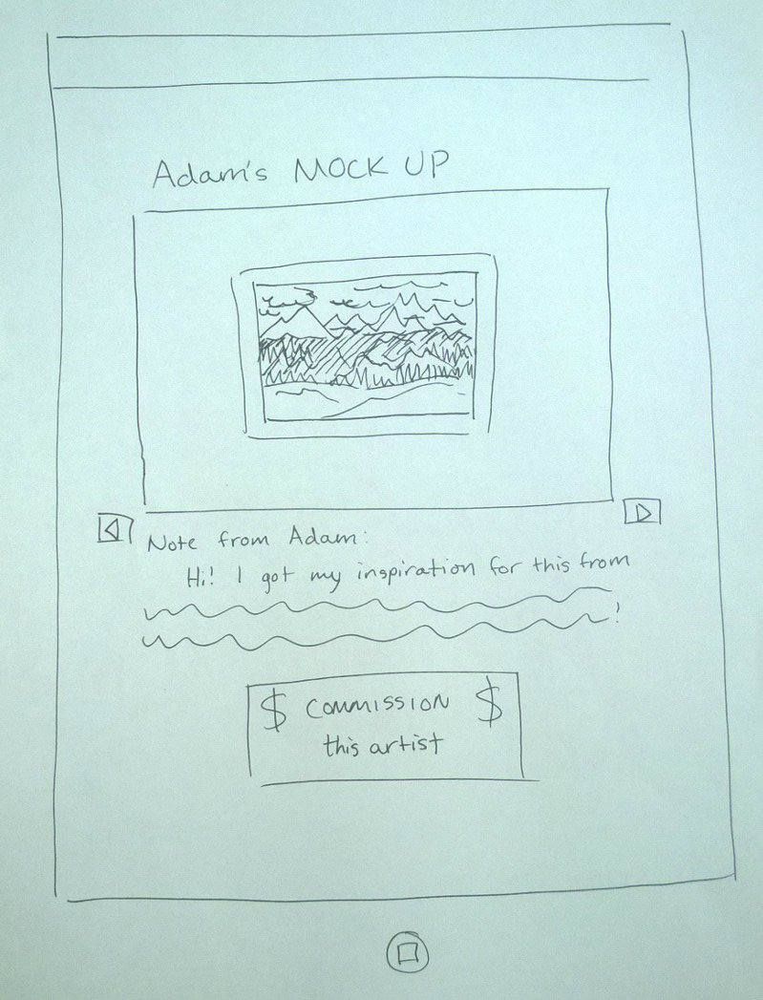 Adam's MOCK UP
Note from Adam:
Hi! I got my inspiration for this from
!
$ COMMISSION $
this artist